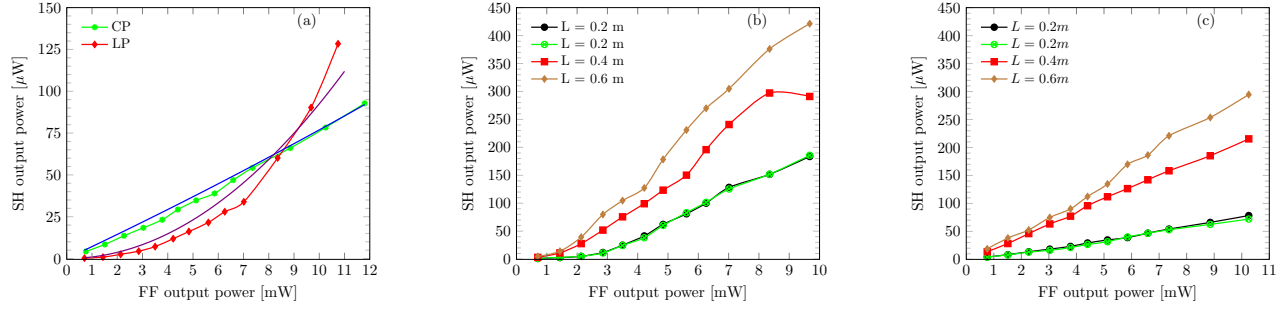 (a)
CP
LP
150
125
100
75
50
25
0
0 1 2 3 4 5 6 7 8 9 10 11 12
SH output power [μW]
FF output power [mW]
(b)
L = 0.2 m
L = 0.2 m
L = 0.4 m
L = 0.6 m
450
400
350
300
250
200
150
100
50
0
0 1 2 3 4 5 6 7 8 9 10
SH output power [μW]
FF output power [mW]
(c)
L = 0.2m
L = 0.2m
L = 0.4m
L = 0.6m
450
400
350
300
250
200
150
100
50
0
0 1 2 3 4 5 6 7 8 9 10 11
SH output power [μW]
FF output power [mW]